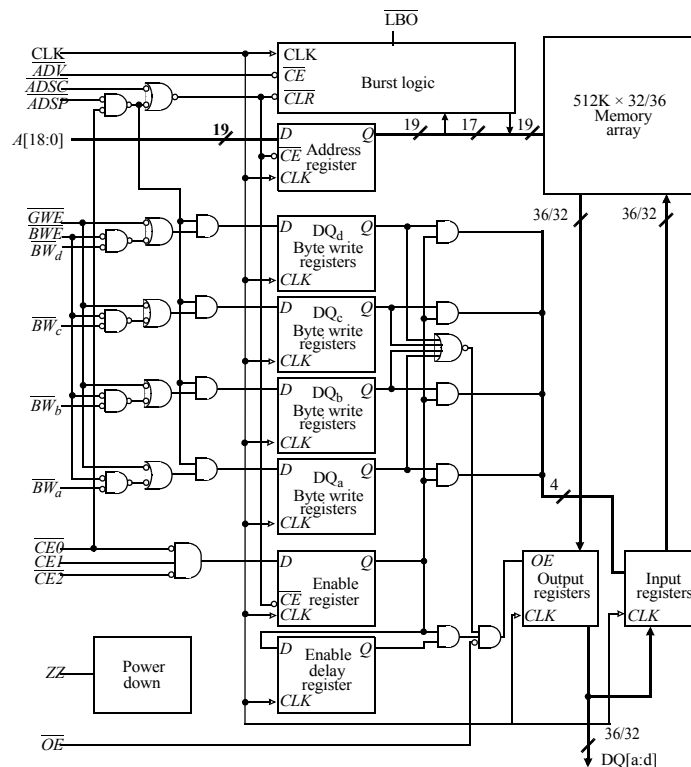 LBO
CLK
ADV
ADSC
ADSP
A[18:0]
19
CLK
CE
CLR
Burst logic
512K × 32/36
Memory
array
D
Q
CE
CLK
Address
register
19
17
19
36/32
36/32
GWE
BWE
BWd
D
DQd
Q
Byte write
registers
CLK
BWc
D
DQc
Q
Byte write
registers
CLK
BWb
D
DQb
Q
Byte write
registers
CLK
BWa
D
DQa
Q
Byte write
registers
CLK
4
CE0
CE1
CE2
D
Q
Enable
register
CE
CLK
OE
Output
registers
CLK
Input
registers
CLK
D
Q
Enable
delay
register
CLK
ZZ
Power
down
OE
36/32
DQ[a:d]